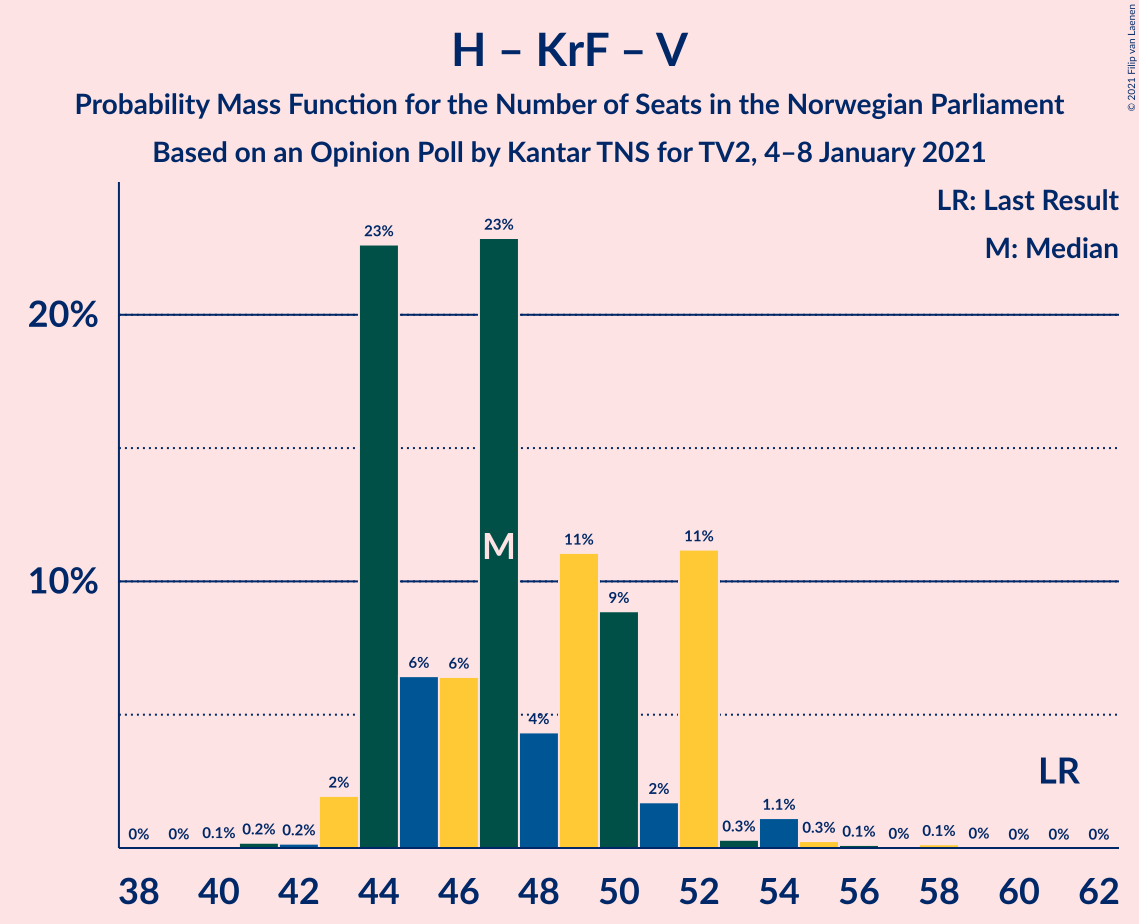 H – KrF – V
Probability Mass Function for the Number of Seats in the Norwegian Parliament
Based on an Opinion Poll by Kantar TNS for TV2, 4–8 January 2021
© 2021 Filip van Laenen
LR: Last Result
M: Median
20%
10%
0% 0% 0.1% 0.2% 0.2% 2% 23% 6% 6% 23% 4% 11% 9% 2% 11% 0.3% 1.1% 0.3% 0.1% 0% 0.1% 0% 0% 0% 0%
M
LR
38 40 42 44 46 48 50 52 54 56 58 60 62